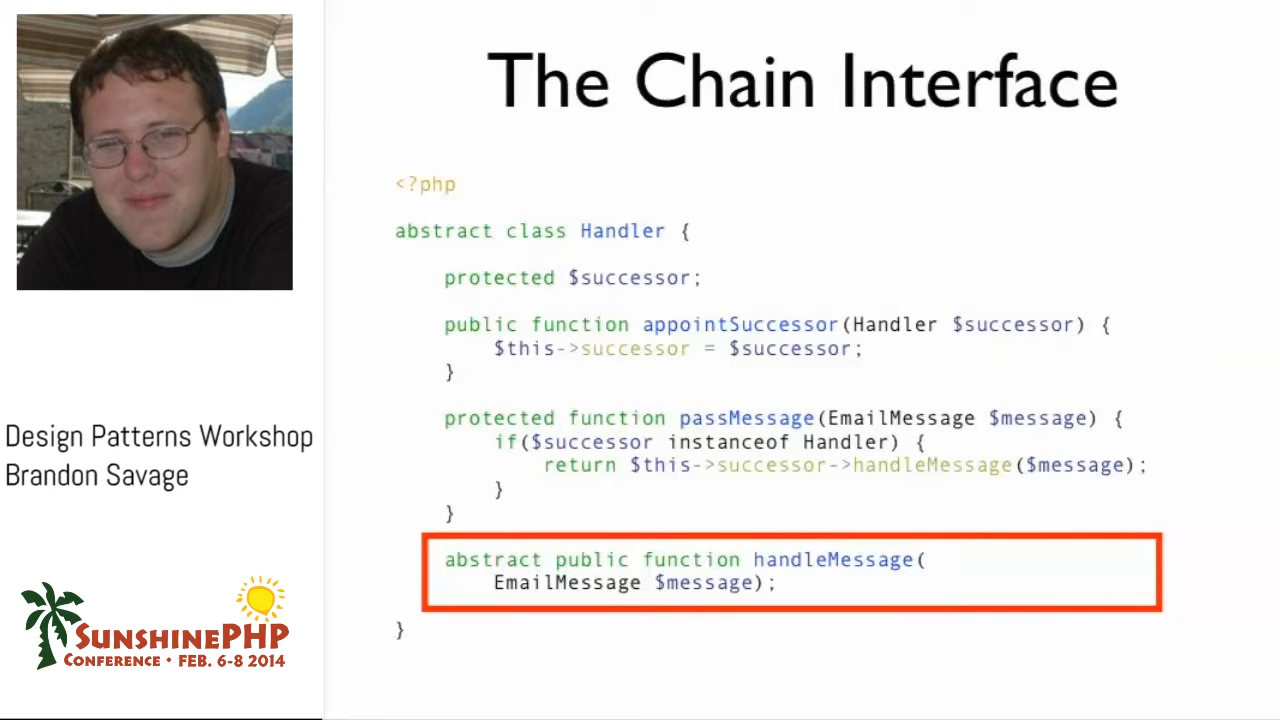 The Chain Interface
<?php
abstract class Handler {
protected $successor;
public function appointSuccessor(Handler $successor) {
$this->successor = $successor;
}
protected function passMessage(EmailMessage $message) {
if($successor instanceof Handler) {
return $this->successor->handleMessage($message);
}
}
abstract public function handleMessage(
EmailMessage $message);
}
Design Patterns Workshop
Brandon Savage
SUNSHINEPHP
CONFERENCE • FEB. 6-8 2014